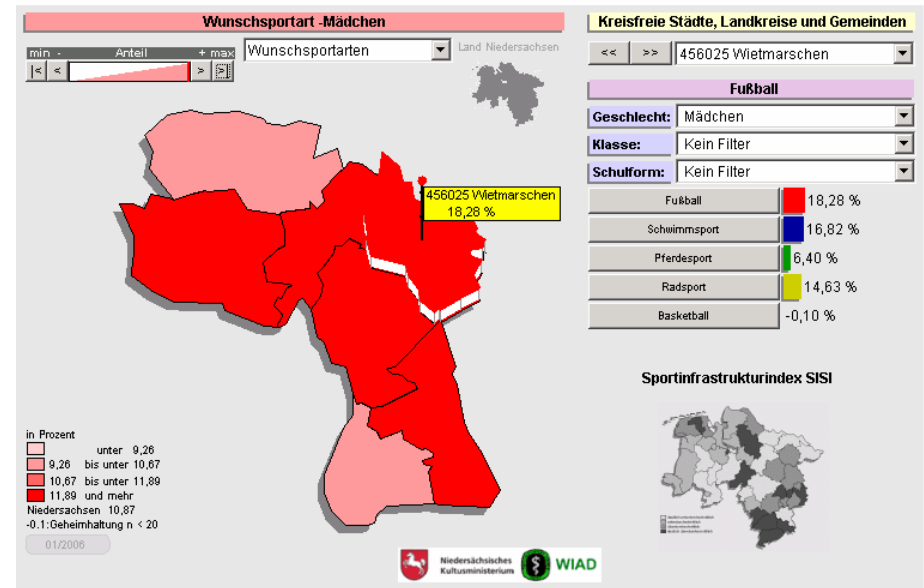 Wunschsportart -Mädchen
min - Anteil + max
|< < > >|
Wunschsportarten
Land Niedersachsen
456025 Wietmarschen
18,28 %
in Prozent
unter 9,26
9,26 bis unter 10,67
10,67 bis unter 11,89
11,89 und mehr
Niedersachsen 10,87
-0.1:Geheimhaltung n < 20
01/2006
Kreisfreie Städte, Landkreise und Gemeinden
<< >> 456025 Wietmarschen
Fußball
Geschlecht: Mädchen
Klasse: Kein Filter
Schulform: Kein Filter
Fußball 18,28 %
Schwimmsport 16,82 %
Pferdesport 6,40 %
Radsport 14,63 %
Basketball -0,10 %
Sportinfrastrukturindex SISI
Niedersächsisches
Kultusministerium
WIAD